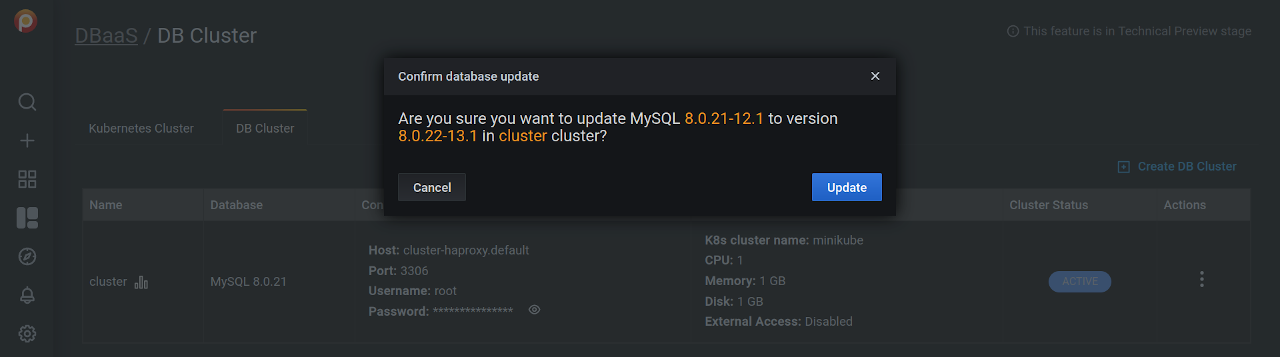 DBaaS / DB Cluster
This feature is in Technical Preview stage
Confirm database update
Are you sure you want to update MySQL 8.0.21-12.1 to version
8.0.22-13.1 in cluster cluster?
Cancel
Update
Kubernetes Cluster
DB Cluster
Create DB Cluster
Name
Database
Con
Cluster Status
Actions
cluster
MySQL 8.0.21
Host: cluster-haproxy.default
Port: 3306
Username: root
Password: ***************
K8s cluster name: minikube
CPU: 1
Memory: 1 GB
Disk: 1 GB
External Access: Disabled
ACTIVE